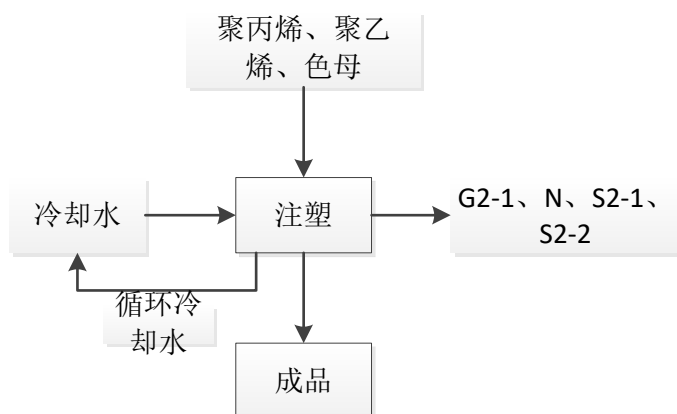 聚丙烯、聚乙
烯、色母
冷却水
注塑
G2-1、N、S2-1、
S2-2
循环冷
却水
成品